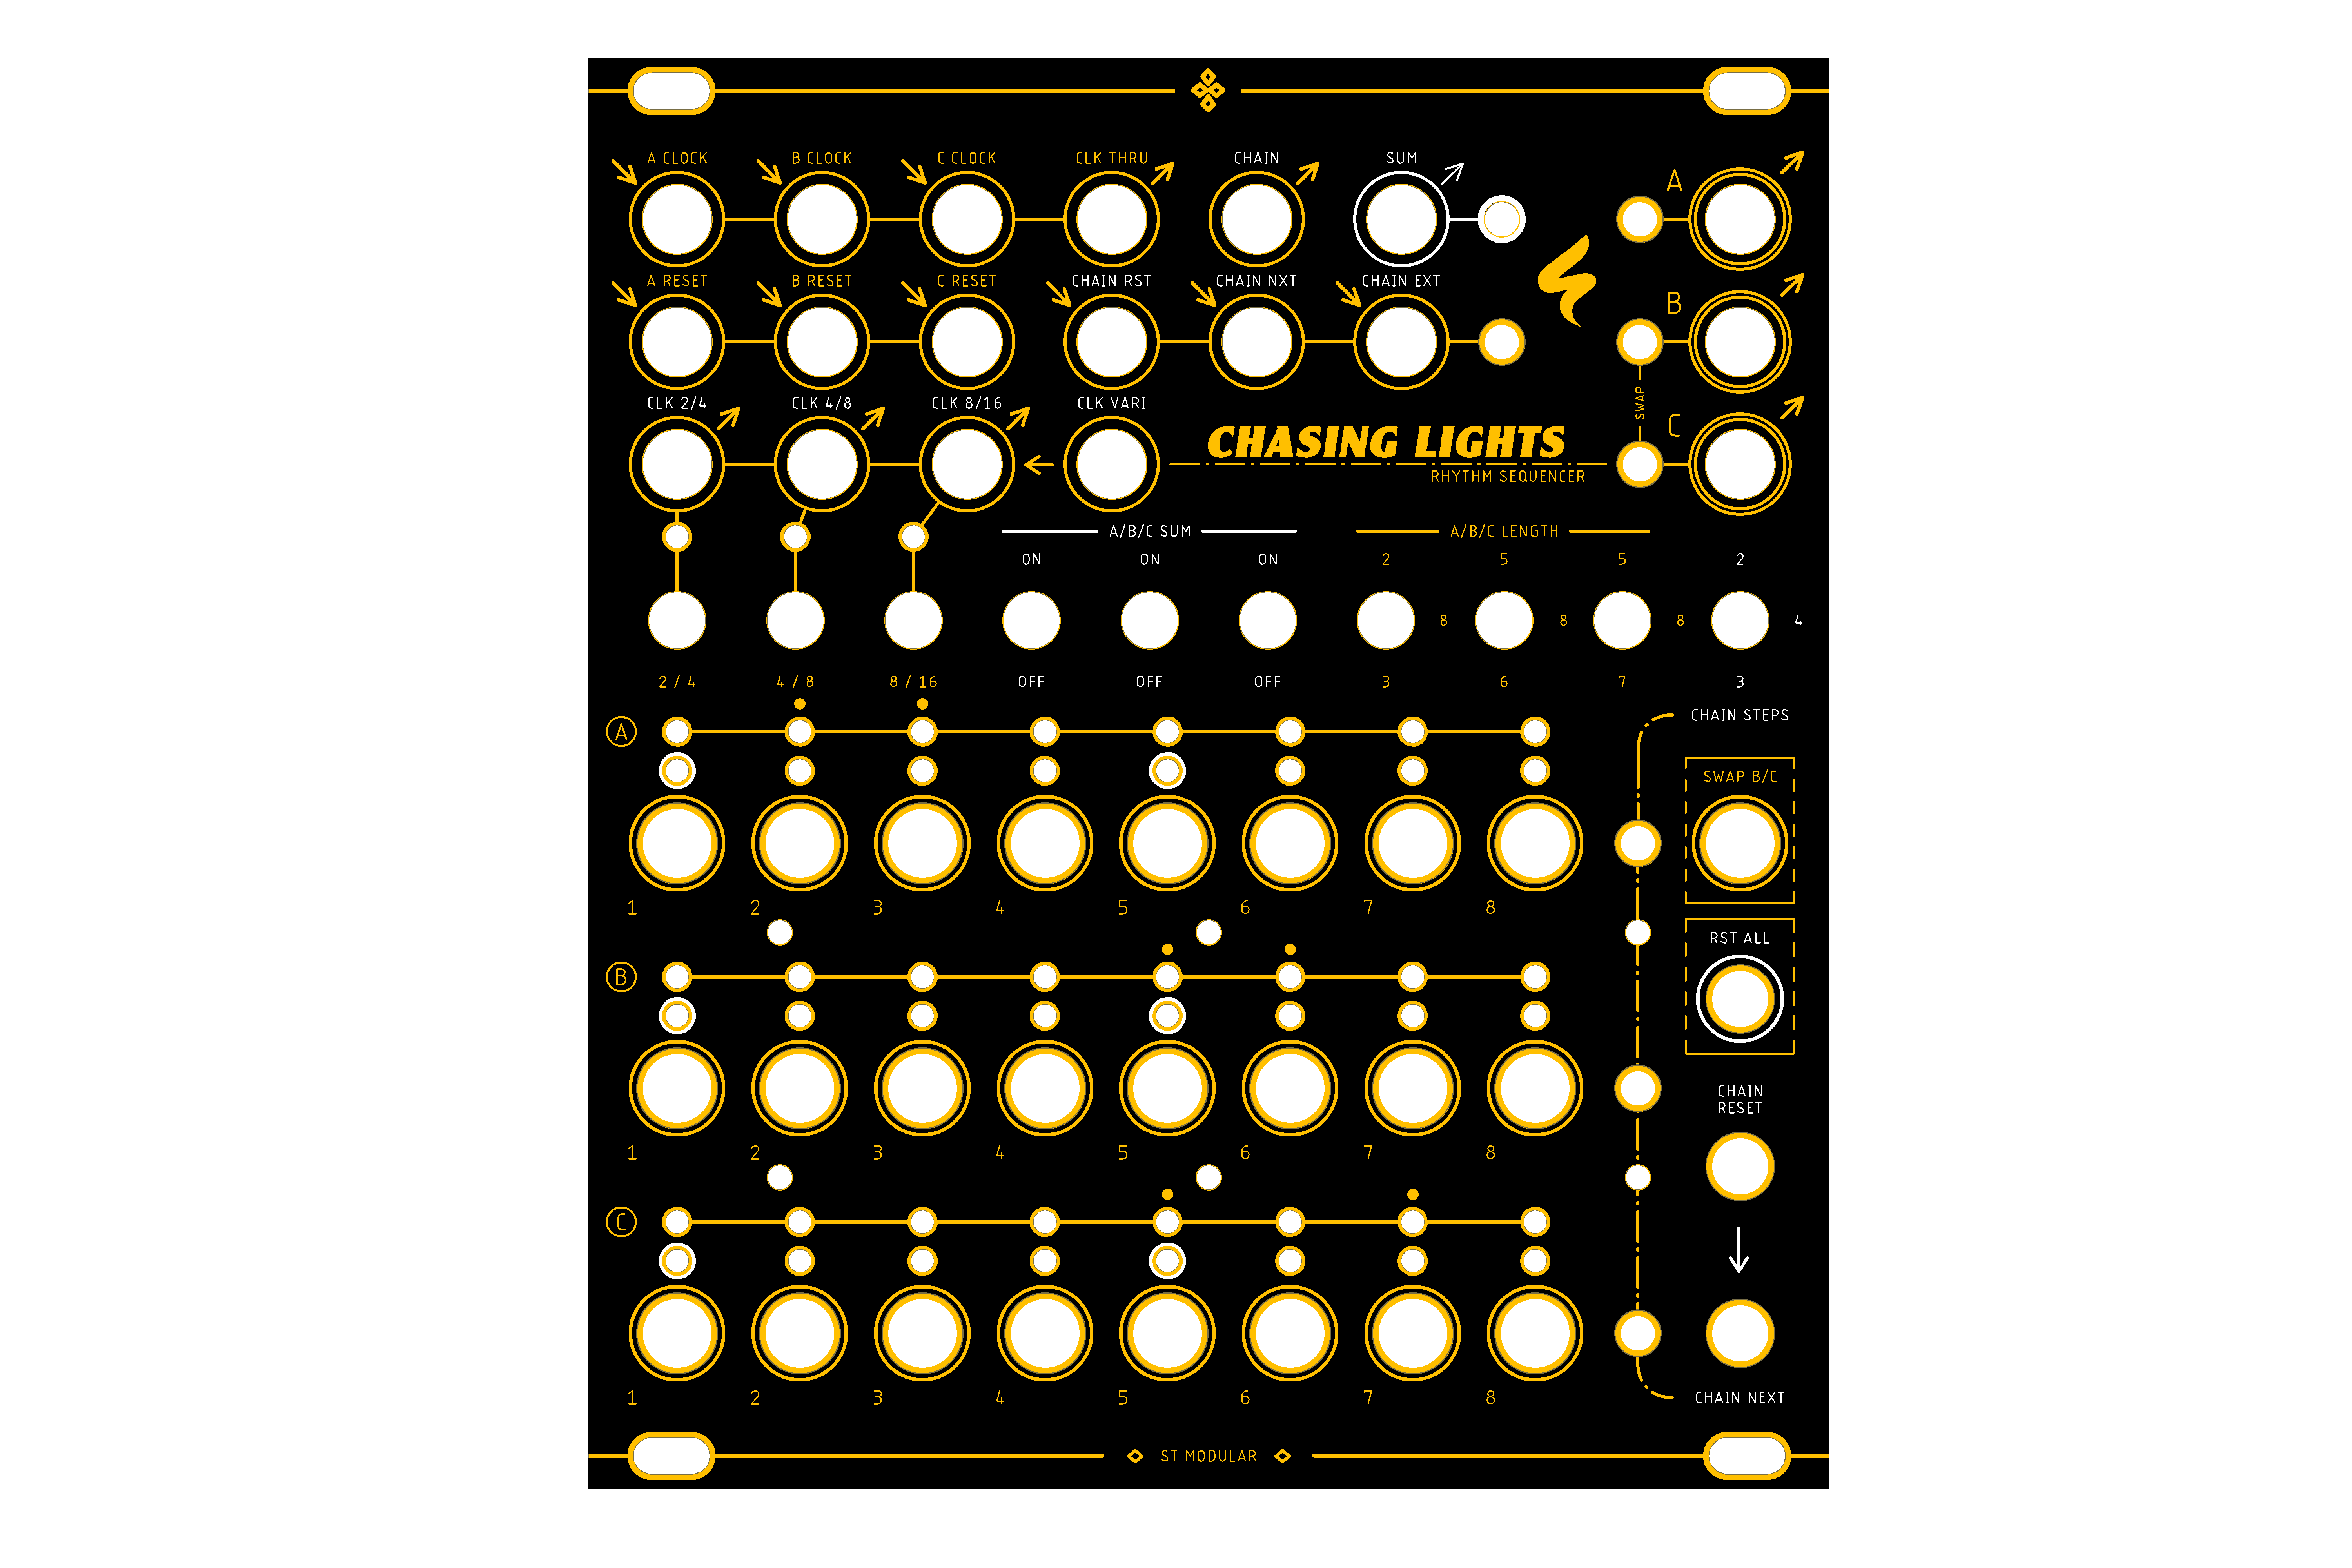 A CLOCK B CLOCK C CLOCK CLK THRU CHAIN SUM
A
A RESET B RESET C RESET CHAIN RST CHAIN NXT CHAIN EXT
B
SWAP
CLK 2/4 CLK 4/8 CLK 8/16 CLK VARI
C
CHASING LIGHTS
RHYTHM SEQUENCER
A/B/C SUM A/B/C LENGTH
ON ON ON 2 5 5 2
8 8 8 4
2 / 4 4 / 8 8 / 16 OFF OFF OFF 3 6 7 3
CHAIN STEPS
A
SWAP B/C
1 2 3 4 5 6 7 8
RST ALL
B
CHAIN
RESET
1 2 3 4 5 6 7 8
C
1 2 3 4 5 6 7 8
CHAIN NEXT
ST MODULAR